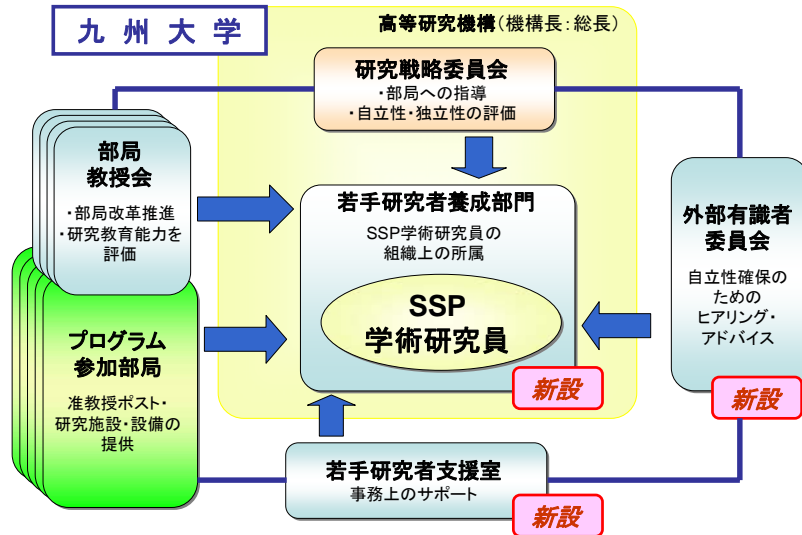 九 州 大 学
高等研究機構(機構長:総長)
研究戦略委員会
・部局への指導
・自立性・独立性の評価
部局
教授会
・部局改革推進
・研究教育能力を
評価
若手研究者養成部門
SSP学術研究員の
組織上の所属
SSP
学術研究員
新設
外部有識者
委員会
自立性確保の
ための
ヒアリング・
アドバイス
新設
プログラム
参加部局
准教授ポスト・
研究施設・設備の
提供
若手研究者支援室
事務上のサポート
新設